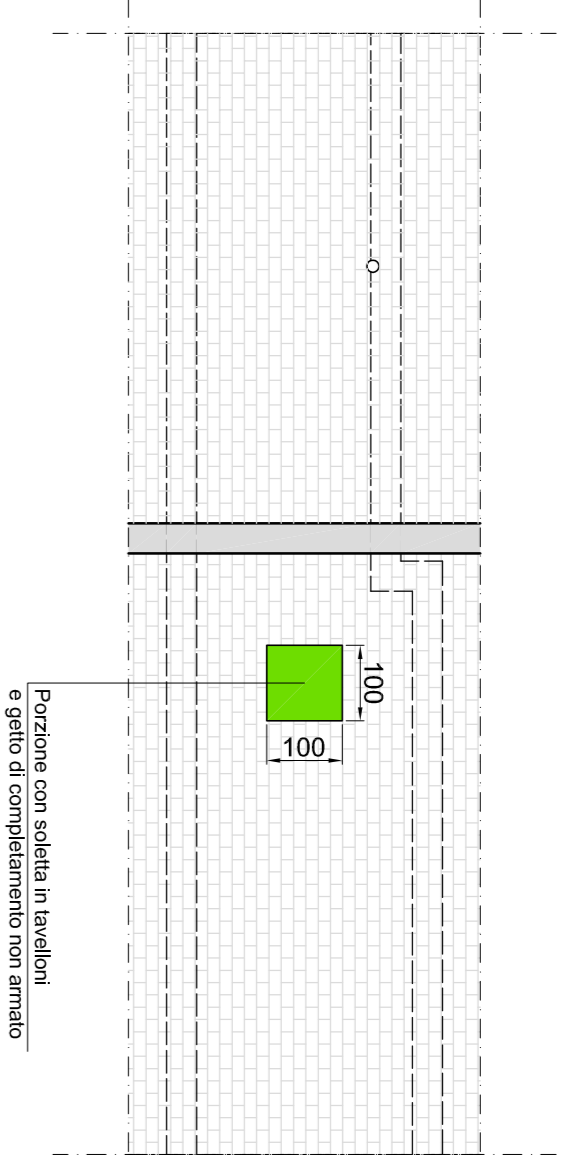 100
100
Porzione con soletta in tavelloni
e getto di completamento non armato